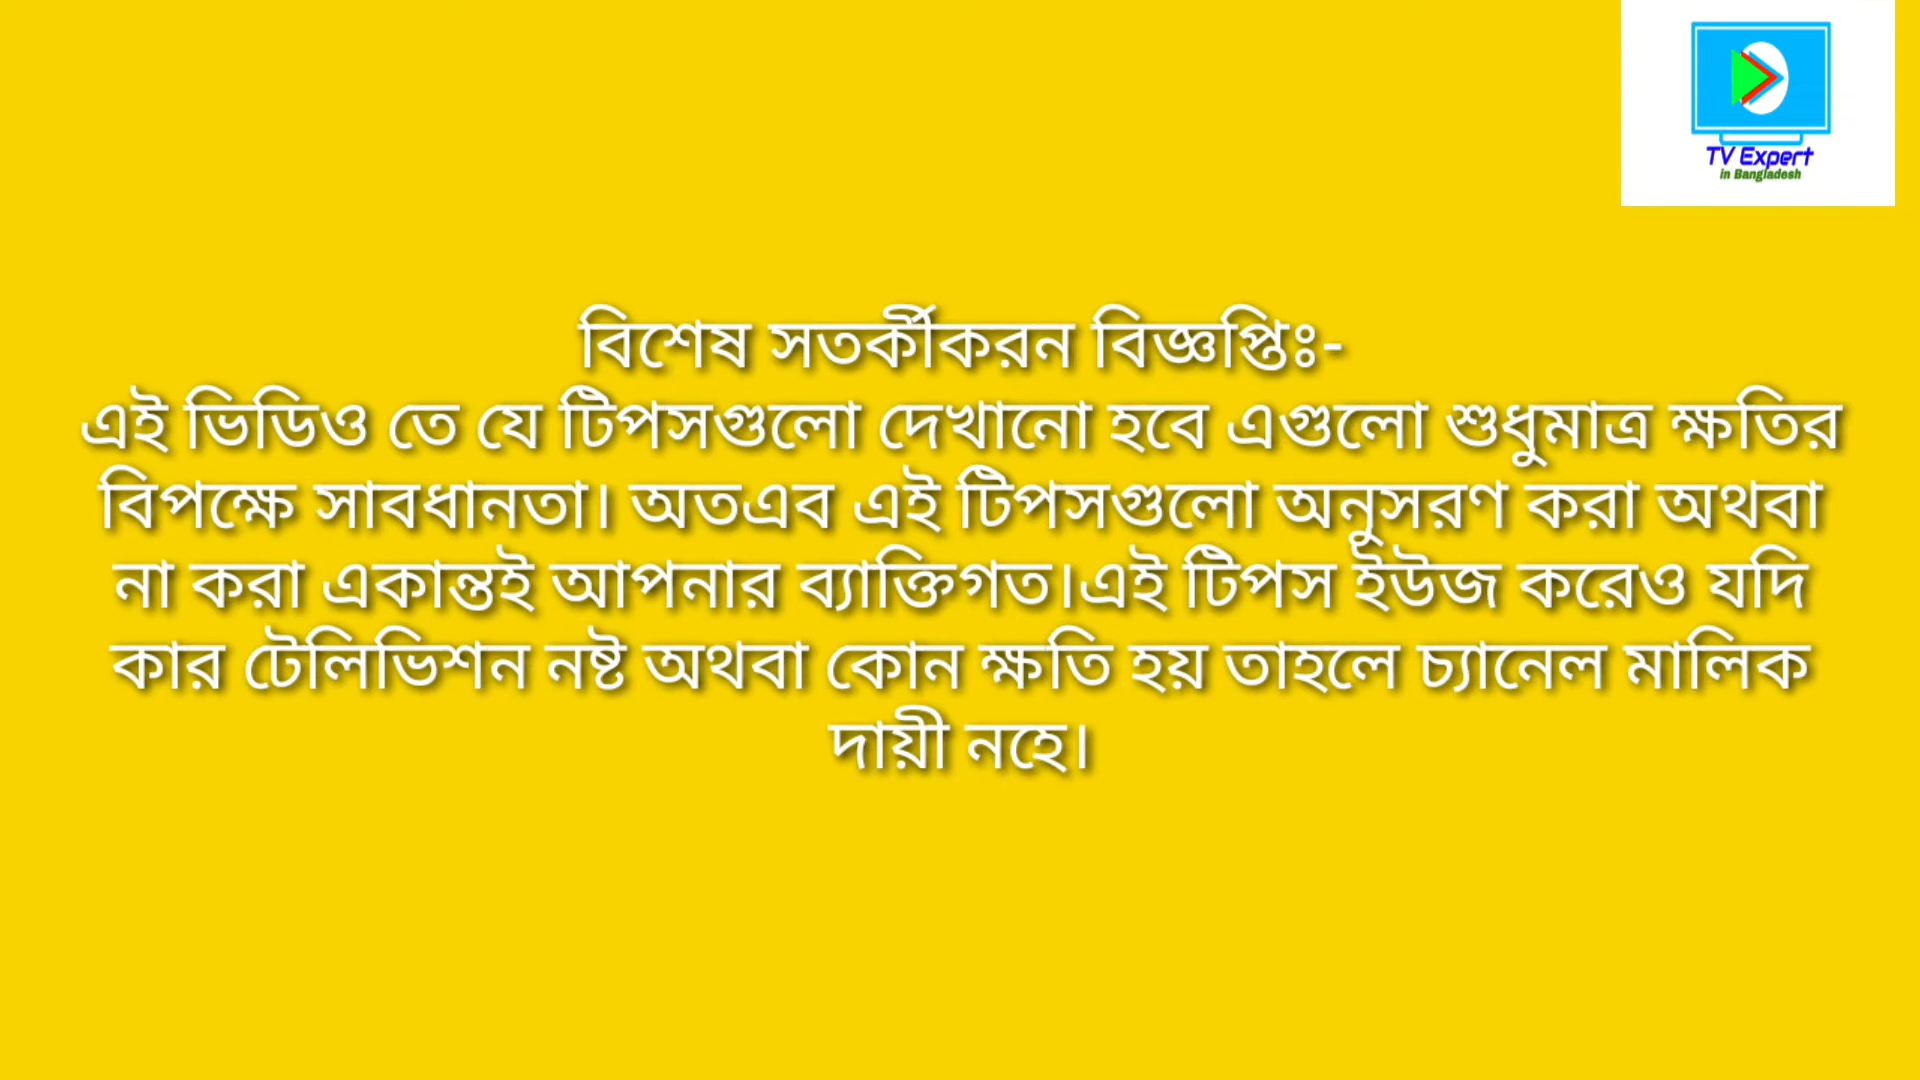 TV Expert
in Bangladesh
বিশেষ সতর্কীকরন বিজ্ঞপ্তিঃ-
এই ভিডিও তে যে টিপসগুলো দেখানো হবে এগুলো শুধুমাত্র ক্ষতির
বিপক্ষে সাবধানতা। অতএব এই টিপসগুলো অনুসরণ করা অথবা
না করা একান্তই আপনার ব্যাক্তিগত।এই টিপস ইউজ করেও যদি
কার টেলিভিশন নষ্ট অথবা কোন ক্ষতি হয় তাহলে চ্যানেল মালিক
দায়ী নহে।